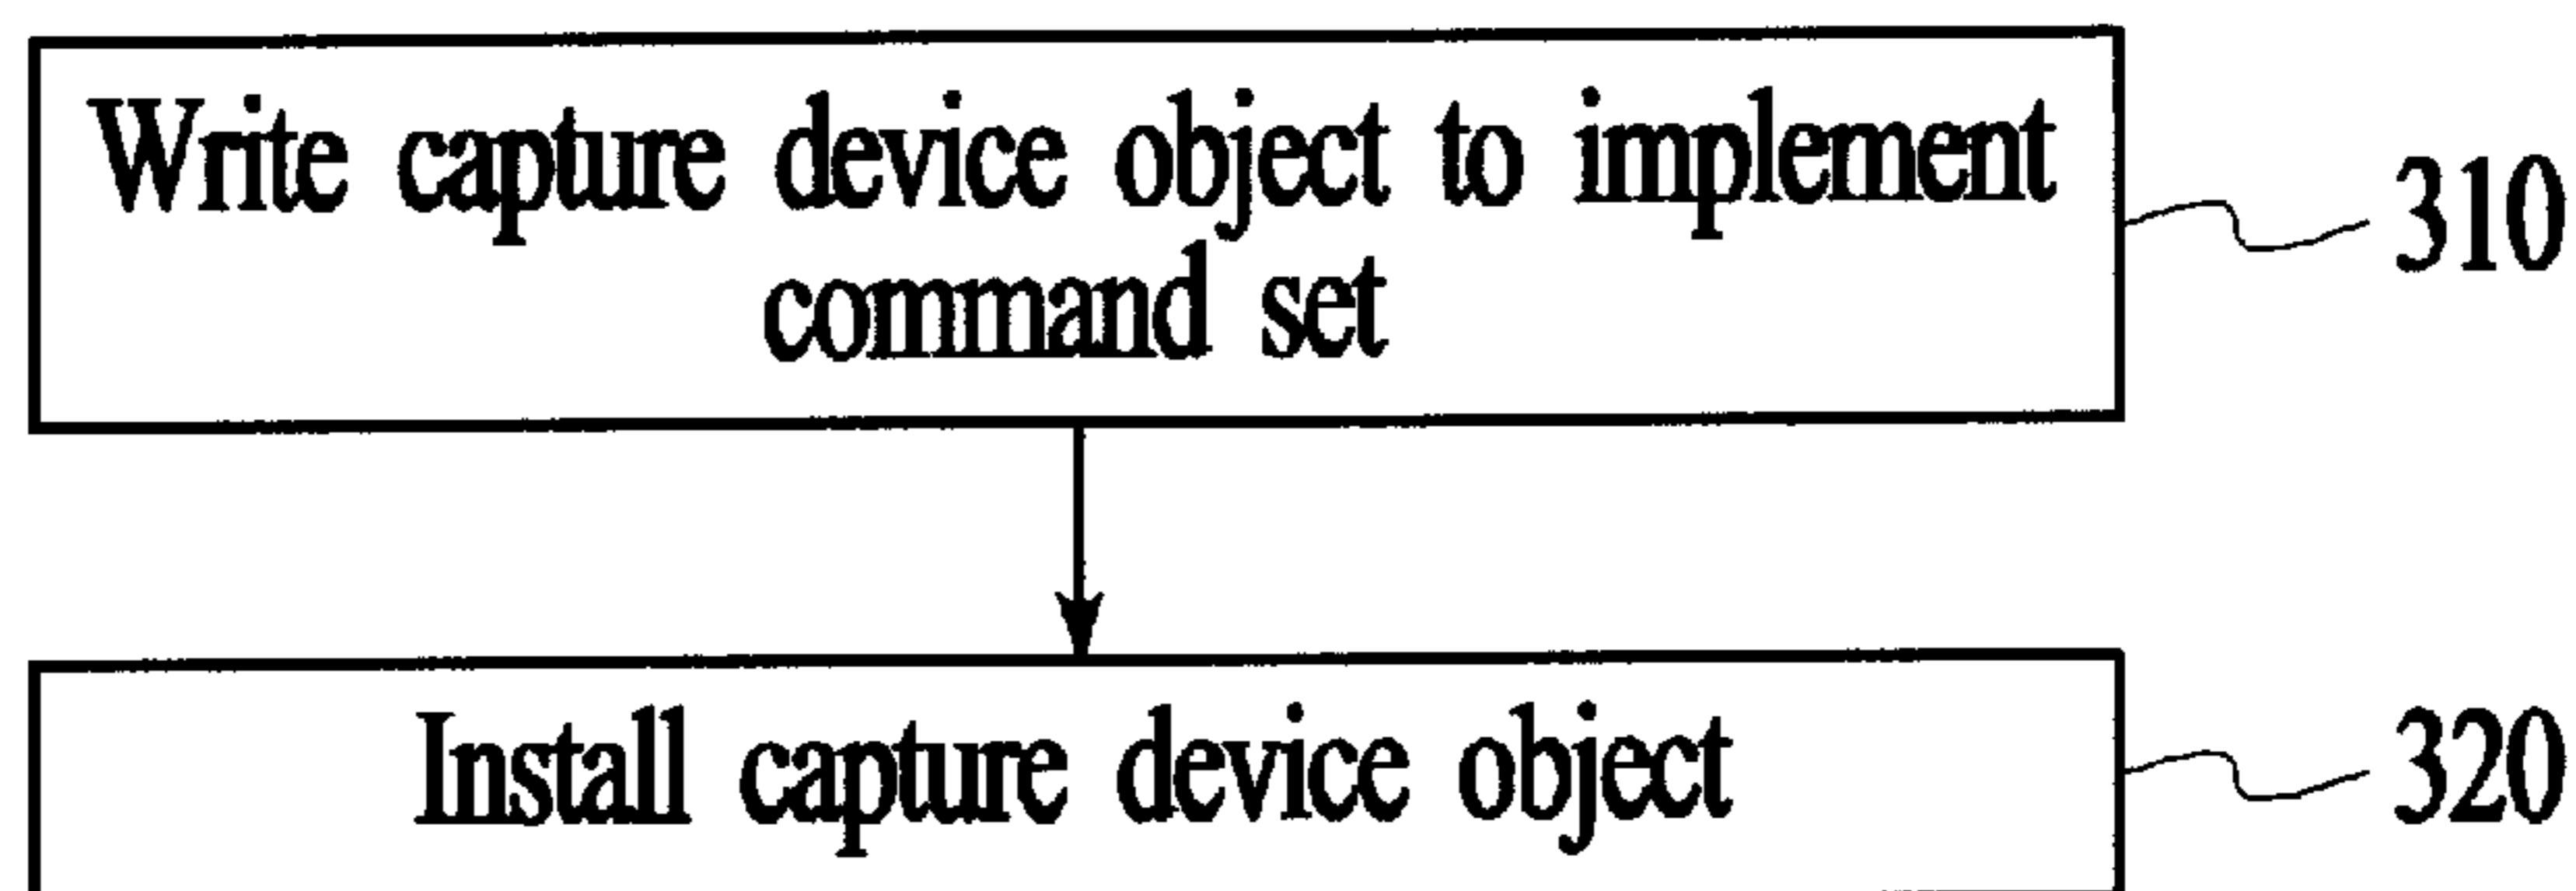 Write capture device object to implement
command set
310
Install capture device object
320